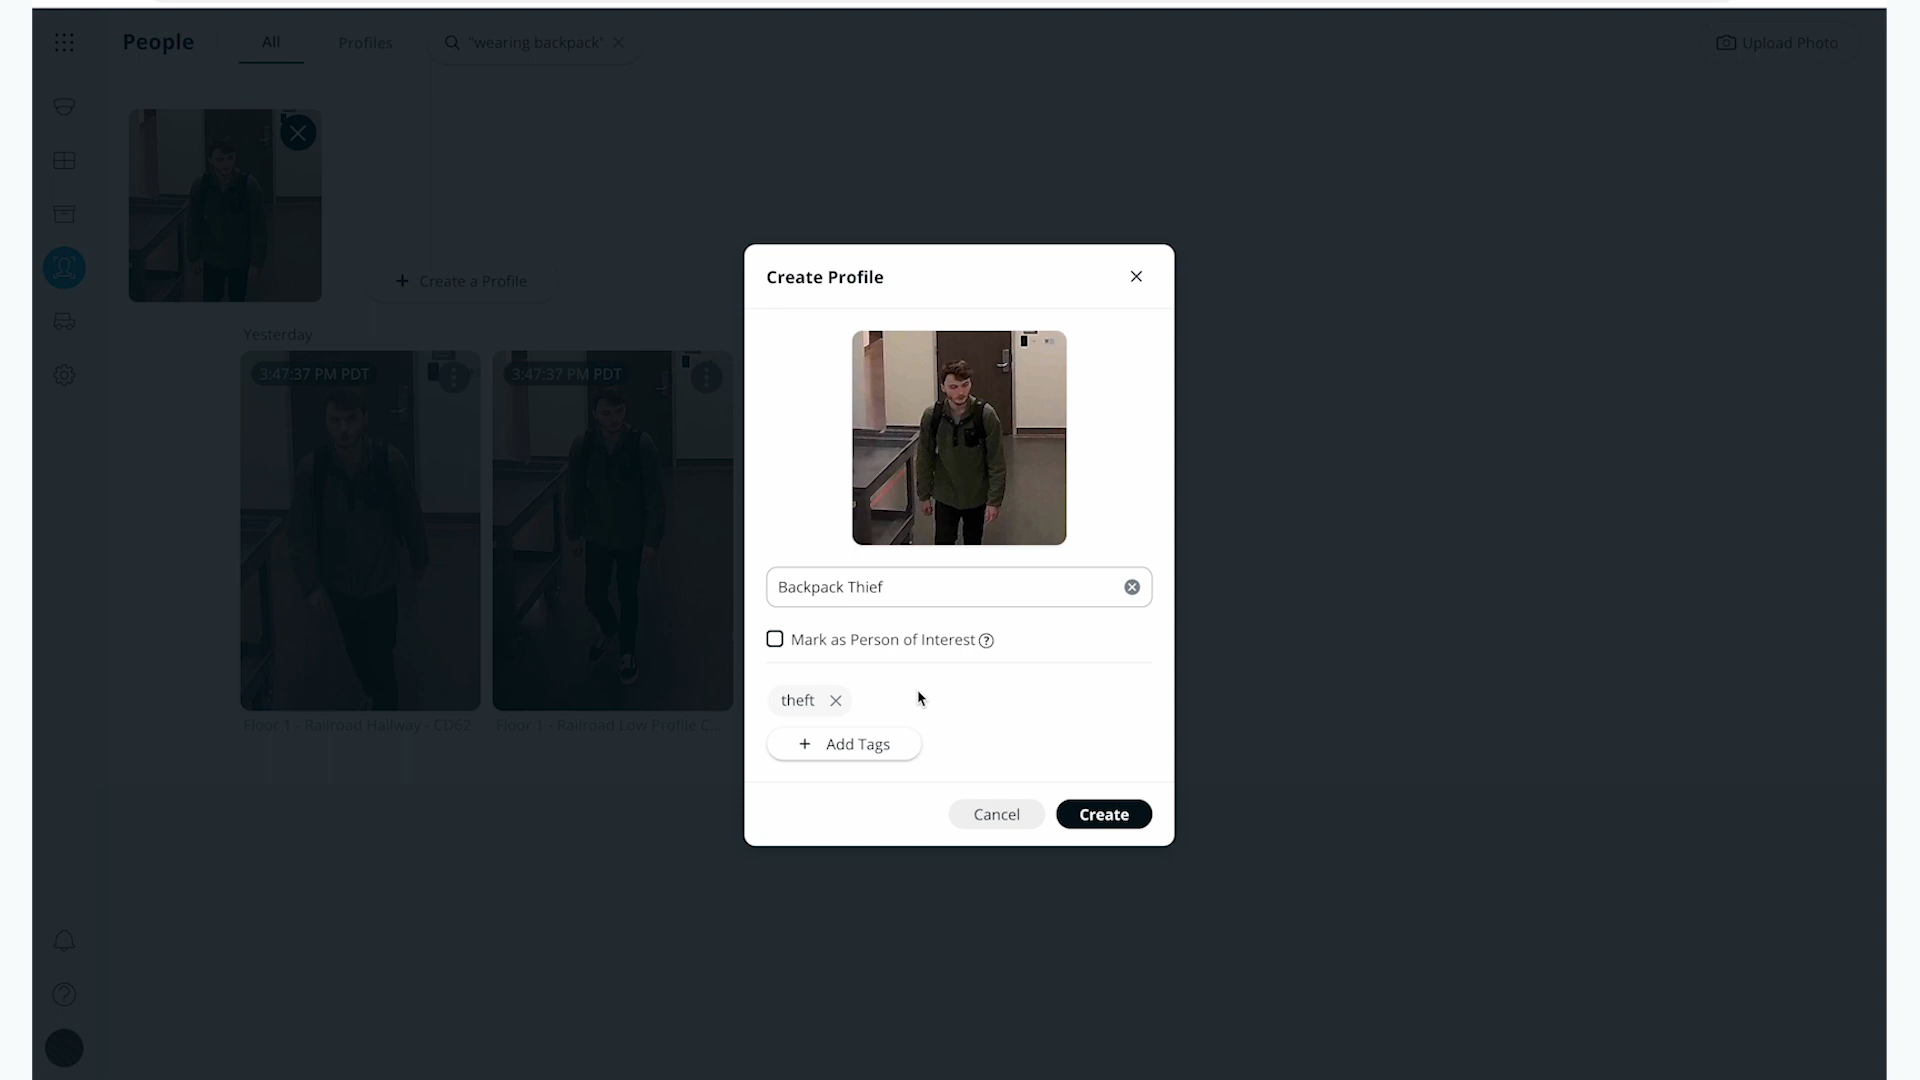 People
All
Profiles
"wearing backpack"
Upload Photo
Create a Profile
Yesterday
3:47:37 PM PDT
3:47:37 PM PDT
Floor 1 - Railroad Hallway - CD62
Floor 1 - Railroad Low Profile C...
Create Profile
Backpack Thief
Mark as Person of Interest ?
theft
+ Add Tags
Cancel
Create